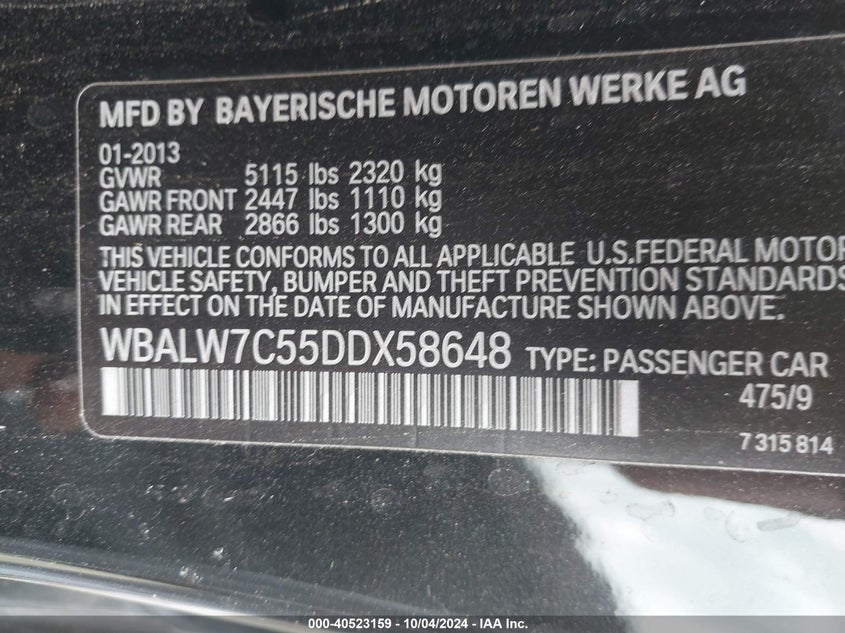 MFD BY BAYERISCHE MOTOREN WERKE AG
01-2013
GVWR 5115 lbs 2320 kg
GAWR FRONT 2447 lbs 1110 kg
GAWR REAR 2866 lbs 1300 kg
THIS VEHICLE CONFORMS TO ALL APPLICABLE U.S.FEDERAL MOTOR
VEHICLE SAFETY, BUMPER AND THEFT PREVENTION STANDARDS
IN EFFECT ON THE DATE OF MANUFACTURE SHOWN ABOVE.
WBALW7C55DDX58648 TYPE: PASSENGER CAR
475/9
7 315 814
© - 40523159 - 10/04/2024 - IAA Inc.